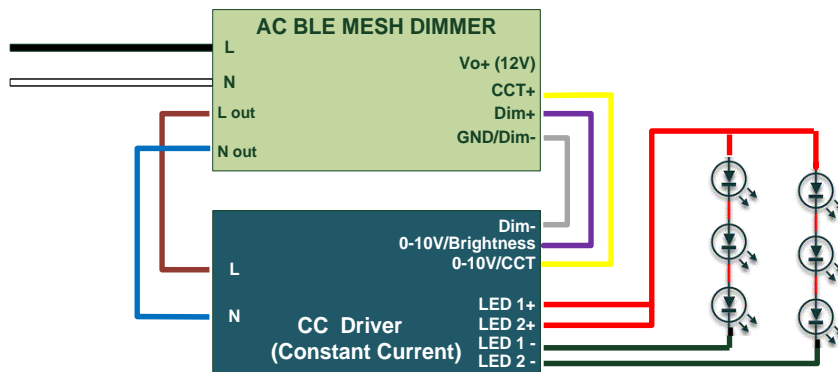 AC BLE MESH DIMMER
L
N
L out
N out
Vo+ (12V)
CCT+
Dim+
GND/Dim-
Dim-
0-10V/Brightness
0-10V/CCT
L
N
CC Driver
(Constant Current)
LED 1+
LED 2+
LED 1 -
LED 2 -